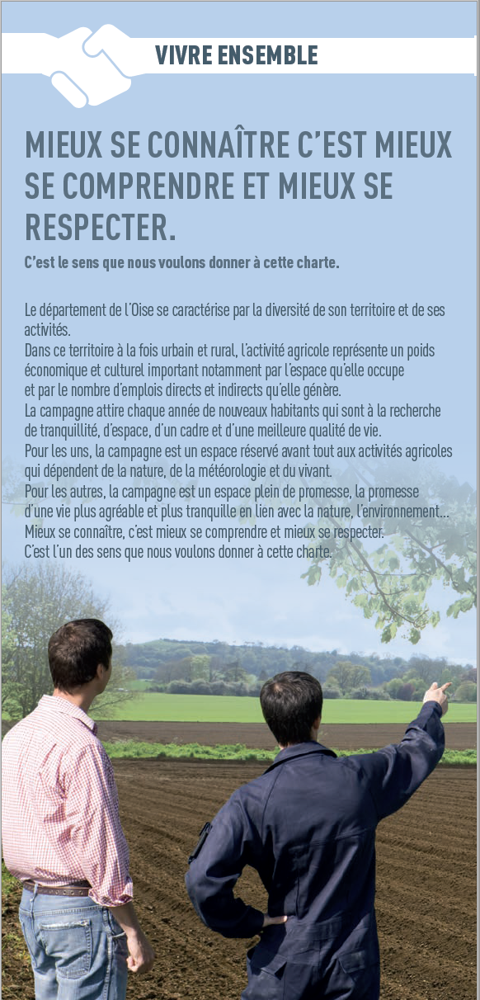 VIVRE ENSEMBLE
MIEUX SE CONNAÎTRE C'EST MIEUX
SE COMPRENDRE ET MIEUX SE
RESPECTER.
C'est le sens que nous voulons donner à cette charte.
Le département de l'Oise se caractérise par la diversité de son territoire et de ses
activités.
Dans ce territoire à la fois urbain et rural, l'activité agricole représente un poids
économique et culturel important notamment par l'espace qu'elle occupe
et par le nombre d'emplois directs et indirects qu'elle génère.
La campagne attire chaque année de nouveaux habitants qui sont à la recherche
de tranquillité, d'espace, d'un cadre et d'une meilleure qualité de vie.
Pour les uns, la campagne est un espace réservé avant tout aux activités agricoles
qui dépendent de la nature, de la météorologie et du vivant.
Pour les autres, la campagne est un espace plein de promesse, la promesse
d'une vie plus agréable et plus tranquille en lien avec la nature, l'environnement...
Mieux se connaître, c'est mieux se comprendre et mieux se respecter.
C'est l'un des sens que nous voulons donner à cette charte.